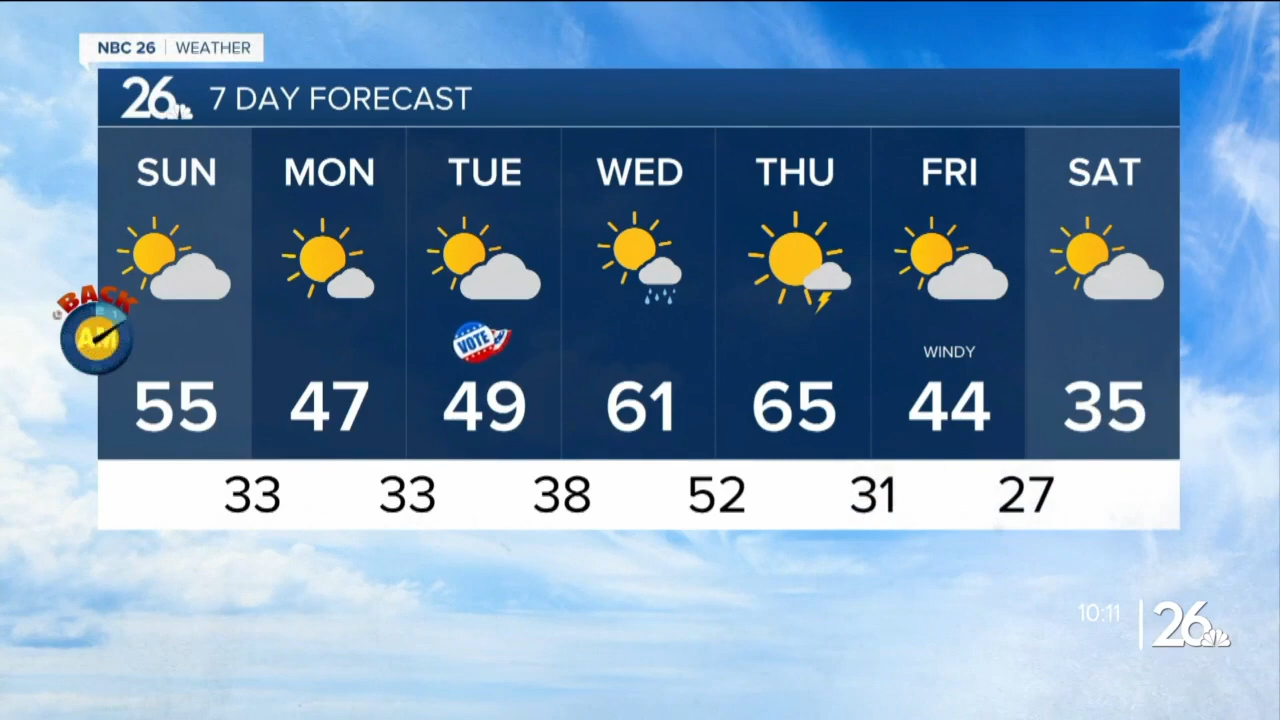 NBC 26 | WEATHER
26 7 DAY FORECAST
SUN MON TUE WED THU FRI SAT
BACK
AM
VOTE
WINDY
55 47 49 61 65 44 35
33 33 38 52 31 27
10:11 26